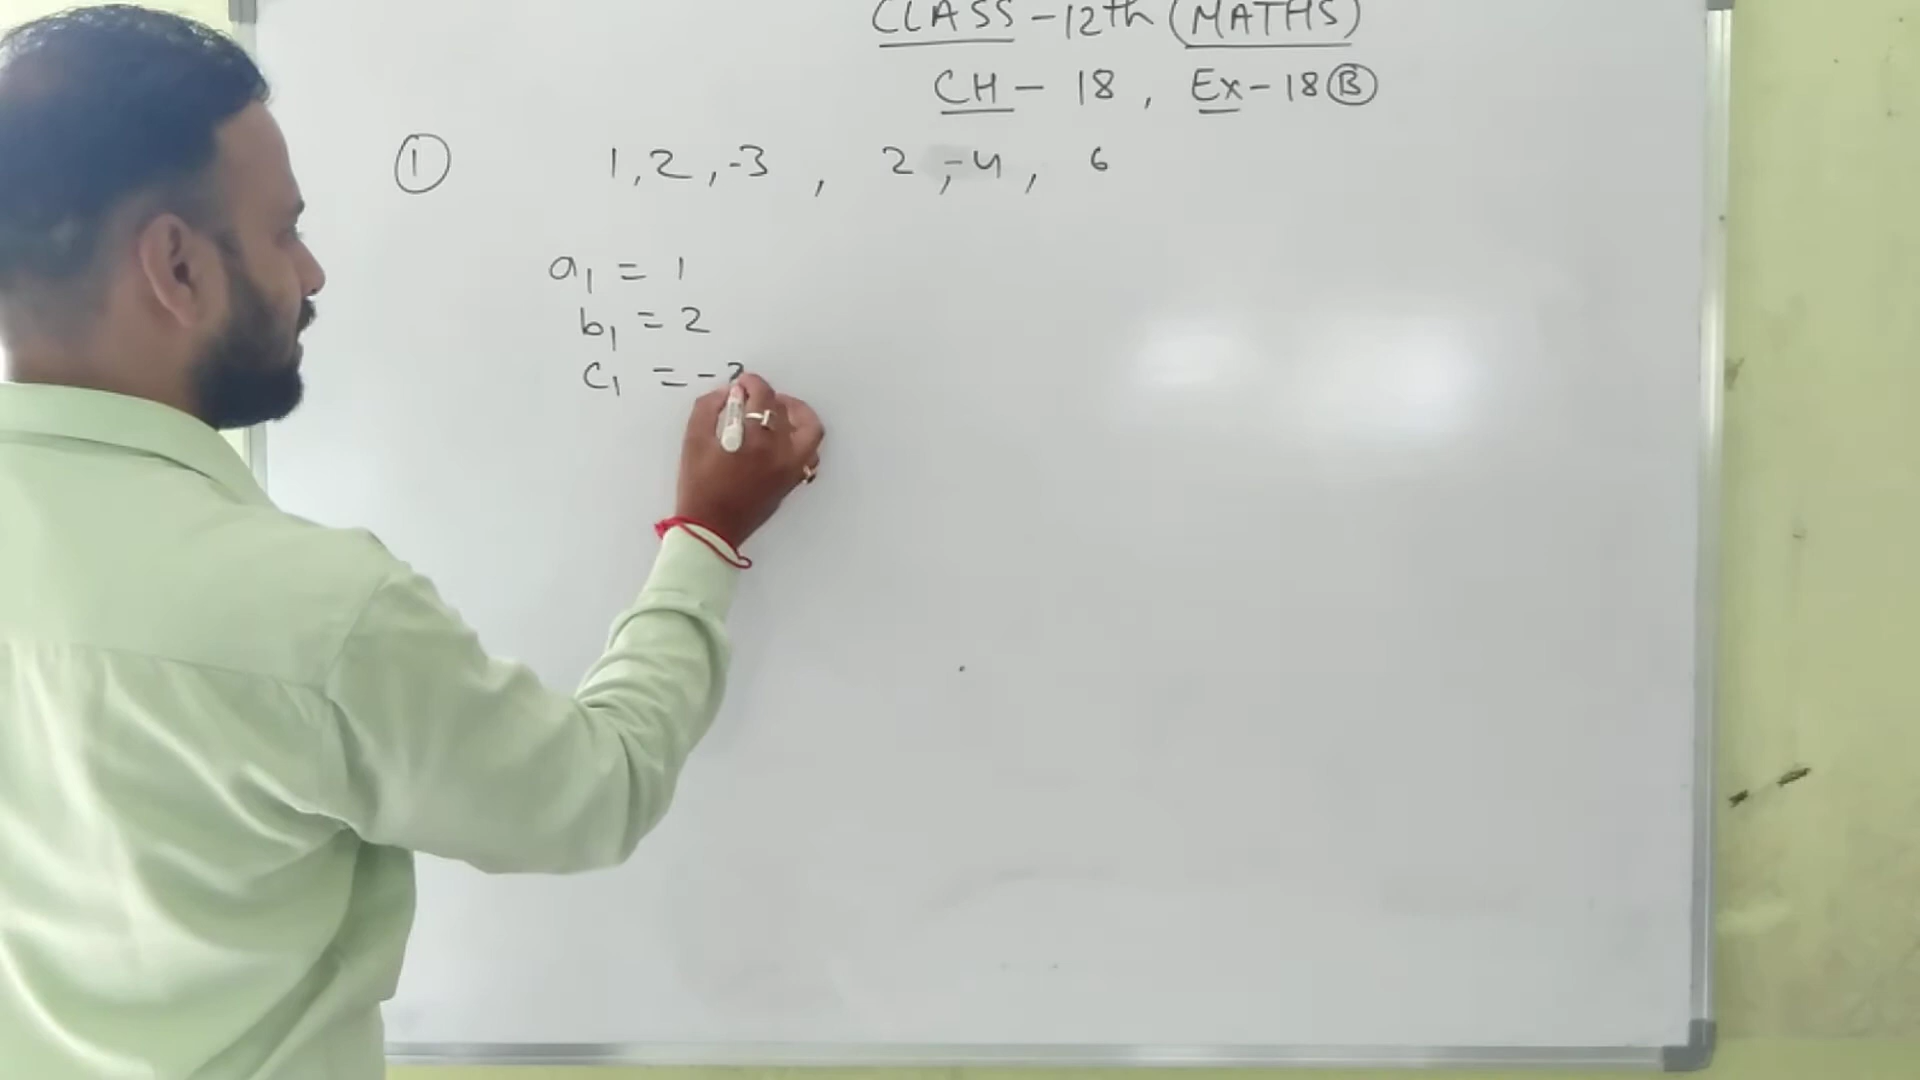 CLASS - 12th (MATHS)
CH - 18 , Ex - 18 B
1 1, 2, -3 , 2, -4, 6
a1 = 1
b1 = 2
c1 = -3